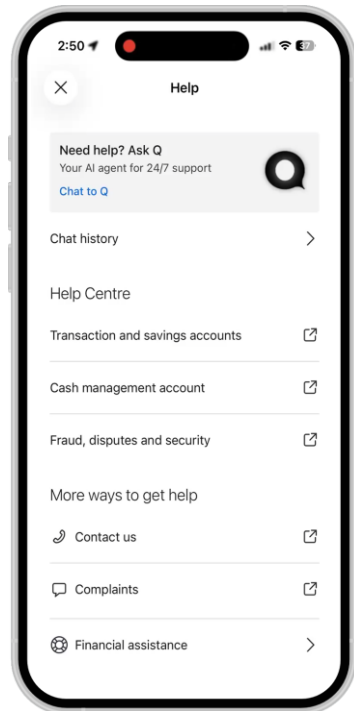 2:50
37
Help
Need help? Ask Q
Your AI agent for 24/7 support
Chat to Q
Chat history
Help Centre
Transaction and savings accounts
Cash management account
Fraud, disputes and security
More ways to get help
Contact us
Complaints
Financial assistance